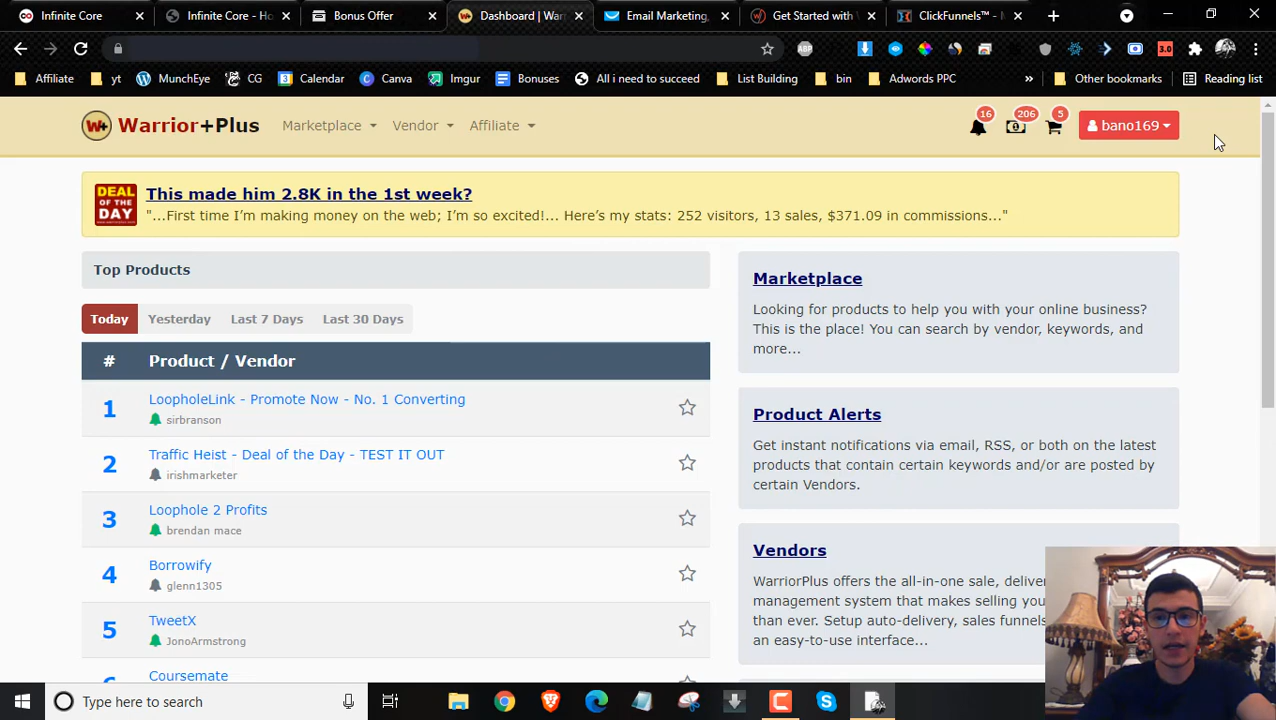 Infinite Core
Infinite Core - Ho
Bonus Offer
Dashboard | War
Email Marketing,
Get Started with
ClickFunnels™ - M
ABP
3.0
Affiliate
yt
MunchEye
CG
Calendar
Canva
Imgur
Bonuses
All i need to succeed
List Building
bin
Adwords PPC
»
Other bookmarks
Reading list
W+ Warrior+Plus
Marketplace
Vendor
Affiliate
16
206
5
bano169
DEAL OF THE DAY
This made him 2.8K in the 1st week?
"...First time I'm making money on the web; I'm so excited!... Here's my stats: 252 visitors, 13 sales, $371.09 in commissions..."
Top Products
Today
Yesterday
Last 7 Days
Last 30 Days
# Product / Vendor
1 LoopholeLink - Promote Now - No. 1 Converting
sirbranson
2 Traffic Heist - Deal of the Day - TEST IT OUT
irishmarketer
3 Loophole 2 Profits
brendan mace
4 Borrowify
glenn1305
5 TweetX
JonoArmstrong
Coursemate
Marketplace
Looking for products to help you with your online business?
This is the place! You can search by vendor, keywords, and
more...
Product Alerts
Get instant notifications via email, RSS, or both on the latest
products that contain certain keywords and/or are posted by
certain Vendors.
Vendors
WarriorPlus offers the all-in-one sale, deliver
management system that makes selling you
than ever. Setup auto-delivery, sales funnels
an easy-to-use interface...
Type here to search